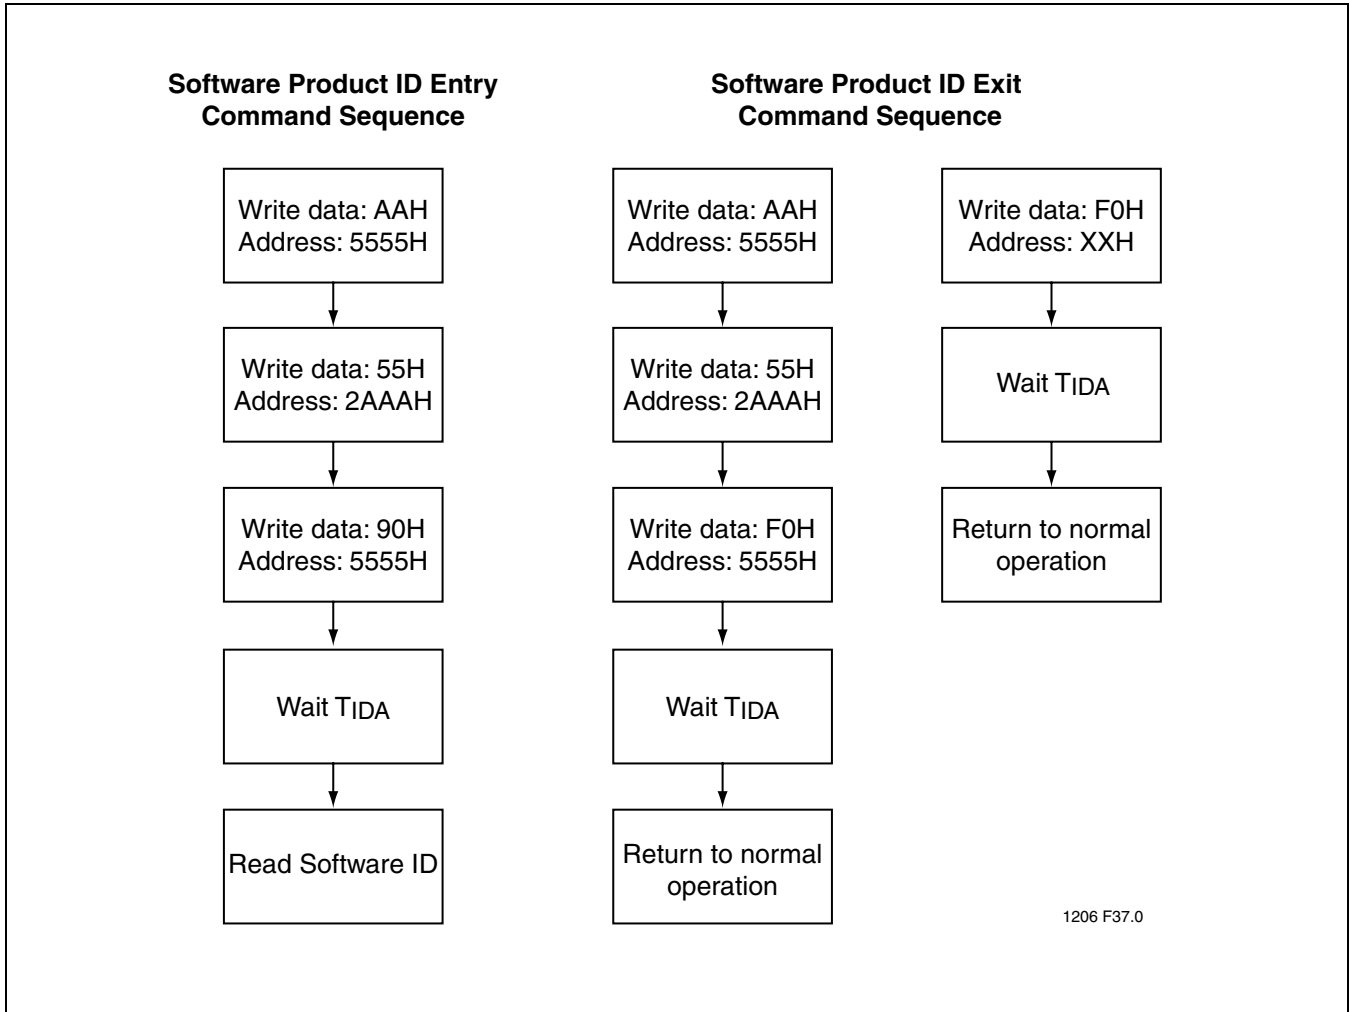 Software Product ID Entry
Command Sequence
Write data: AAH
Address: 5555H
Write data: 55H
Address: 2AAAH
Write data: 90H
Address: 5555H
Wait TIDA
Read Software ID
Software Product ID Exit
Command Sequence
Write data: AAH
Address: 5555H
Write data: 55H
Address: 2AAAH
Write data: F0H
Address: 5555H
Wait TIDA
Return to normal
operation
Write data: F0H
Address: XXH
Wait TIDA
Return to normal
operation
1206 F37.0